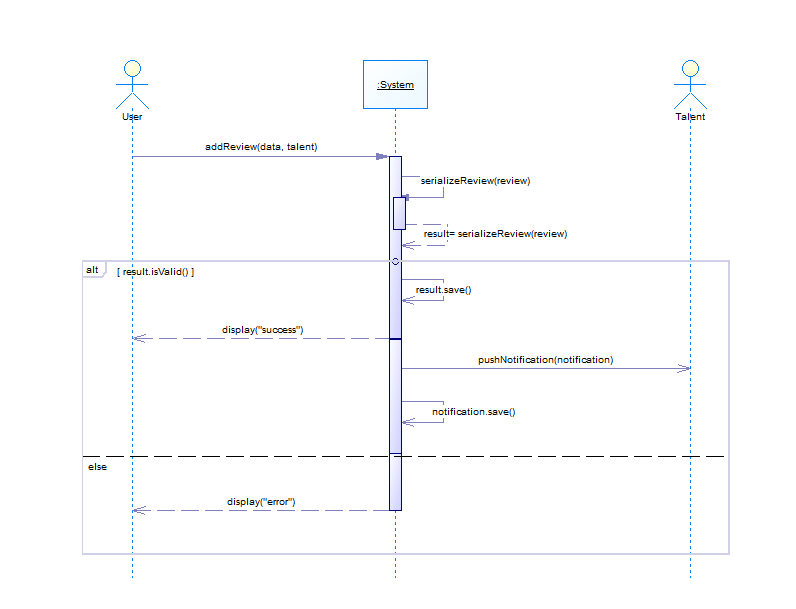 :System
User
Talent
addReview(data, talent)
serializeReview(review)
result= serializeReview(review)
alt
[ result.isValid() ]
result.save()
display("success")
pushNotification(notification)
notification.save()
else
display("error")